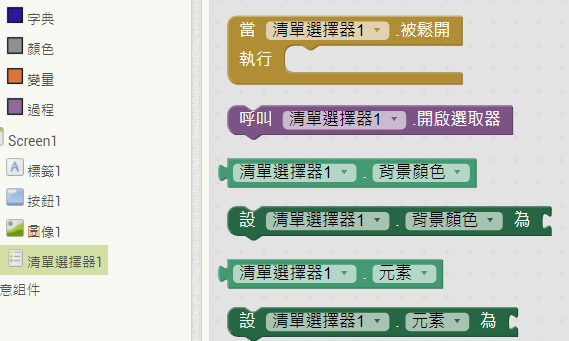 字典
顏色
變量
過程
Screen1
A 標籤1
按鈕1
圖像1
清單選擇器1
意組件
當 清單選擇器1 .被鬆開
執行
呼叫 清單選擇器1 .開啟選取器
清單選擇器1 . 背景顏色
設 清單選擇器1 . 背景顏色 為
清單選擇器1 . 元素
設 清單選擇器1 . 元素 為